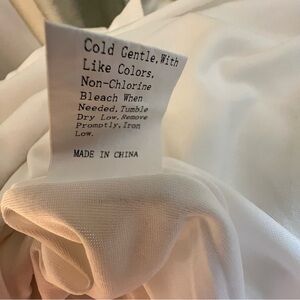 Cold Gentle,With
Like Colors,
Non-Chlorine
Bleach When
Needed,Tumble
Dry Low,Remove
Promptly,Iron
Low.
MADE IN CHINA